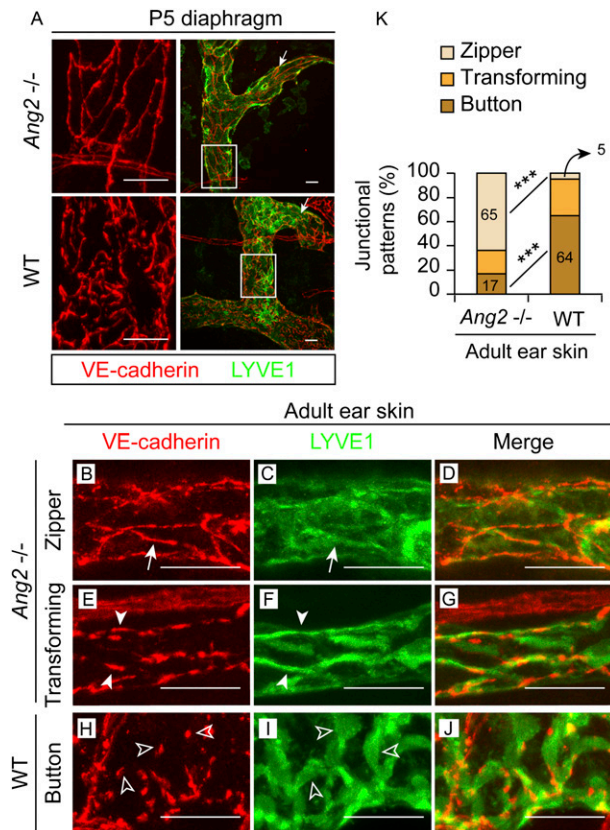 A
P5 diaphragm
Ang2 -/-
WT
VE-cadherin LYVE1
K
Zipper
Transforming
Button
Junctional patterns (%)
100
80
60
40
20
0
65
17
***
***
5
64
Ang2 -/- WT
Adult ear skin
Adult ear skin
VE-cadherin LYVE1 Merge
Ang2 -/-
Zipper
B C D
Transforming
E F G
WT
Button
H I J